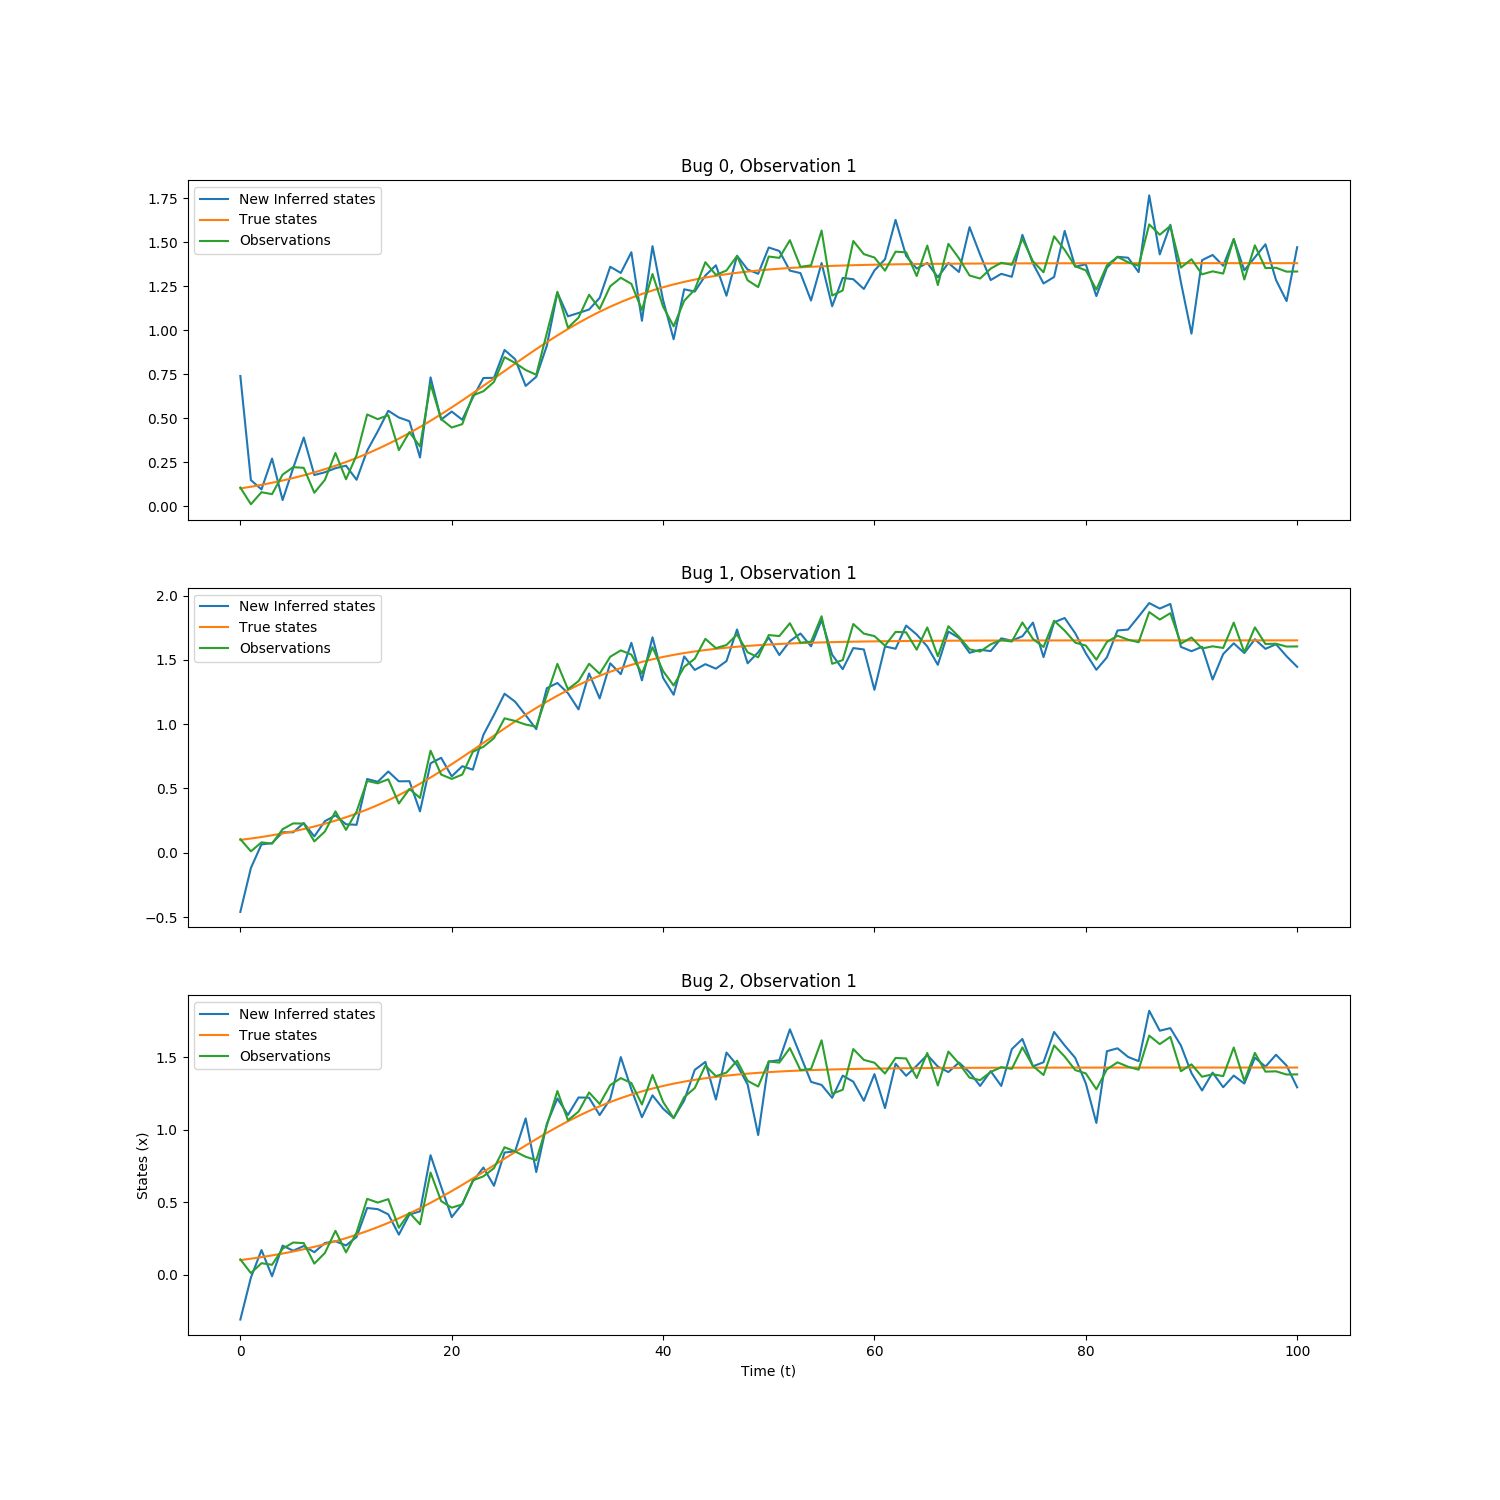 Bug 0, Observation 1
New Inferred states
True states
Observations
1.75
1.50
1.25
1.00
0.75
0.50
0.25
0.00
Bug 1, Observation 1
New Inferred states
True states
Observations
2.0
1.5
1.0
0.5
0.0
−0.5
Bug 2, Observation 1
New Inferred states
True states
Observations
1.5
1.0
0.5
0.0
States (x)
0 20 40 60 80 100
Time (t)